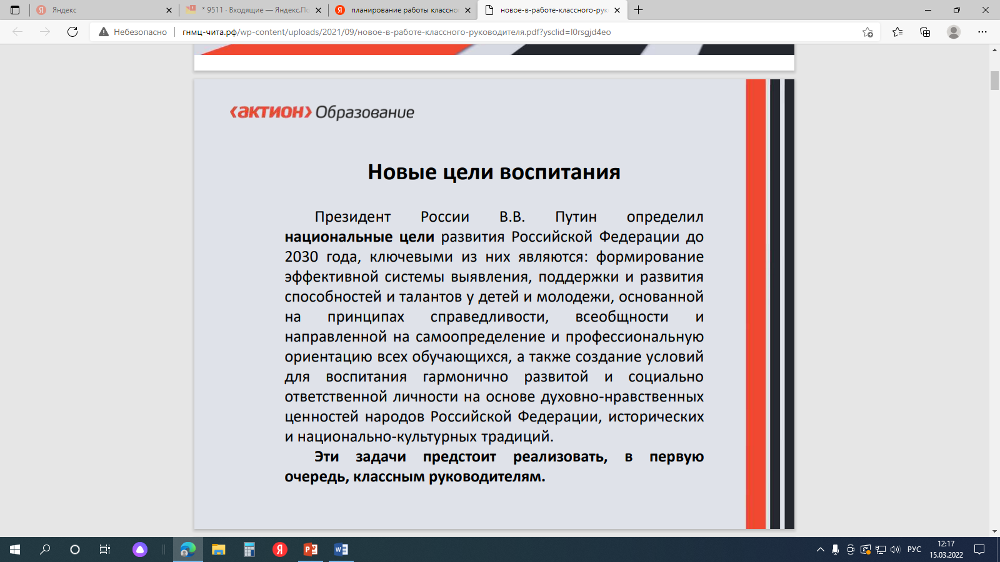 Яндекс
* 9511 · Входящие — Яндекс.По
планирование работы классно
новое-в-работе-классного-рук
Небезопасно
гнмц-чита.рф/wp-content/uploads/2021/09/новое-в-работе-классного-руководителя.pdf?ysclid=l0rsgjd4eo
‹актион› Образование
Новые цели воспитания
Президент России В.В. Путин определил
национальные цели развития Российской Федерации до
2030 года, ключевыми из них являются: формирование
эффективной системы выявления, поддержки и развития
способностей и талантов у детей и молодежи, основанной
на принципах справедливости, всеобщности и
направленной на самоопределение и профессиональную
ориентацию всех обучающихся, а также создание условий
для воспитания гармонично развитой и социально
ответственной личности на основе духовно-нравственных
ценностей народов Российской Федерации, исторических
и национально-культурных традиций.
Эти задачи предстоит реализовать, в первую
очередь, классным руководителям.
РУС
12:17
15.03.2022